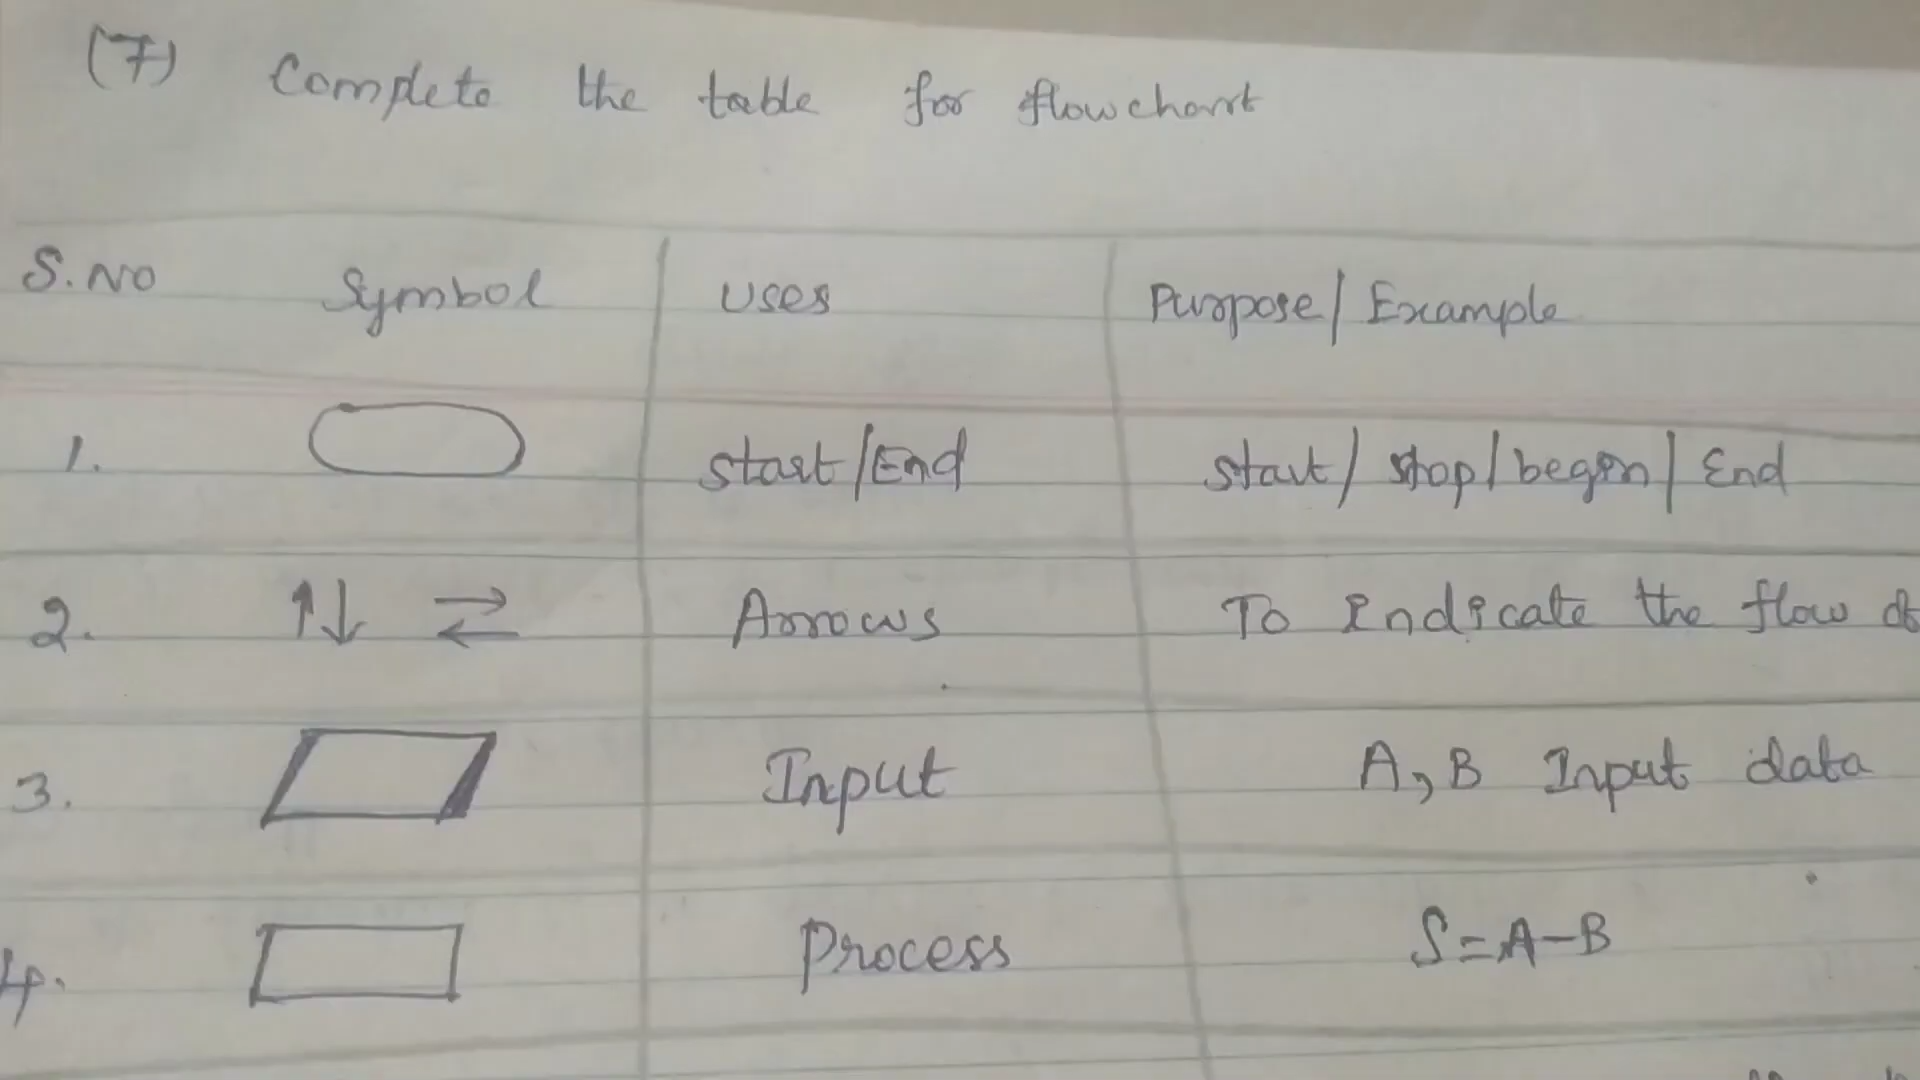 (7) Complete the table for flowchart
S.No Symbol Uses Purpose/Example
1. Start/End Start/Stop/begin/End
2. Arrows To Indicate the flow of
3. Input A,B Input data
4. Process S=A-B